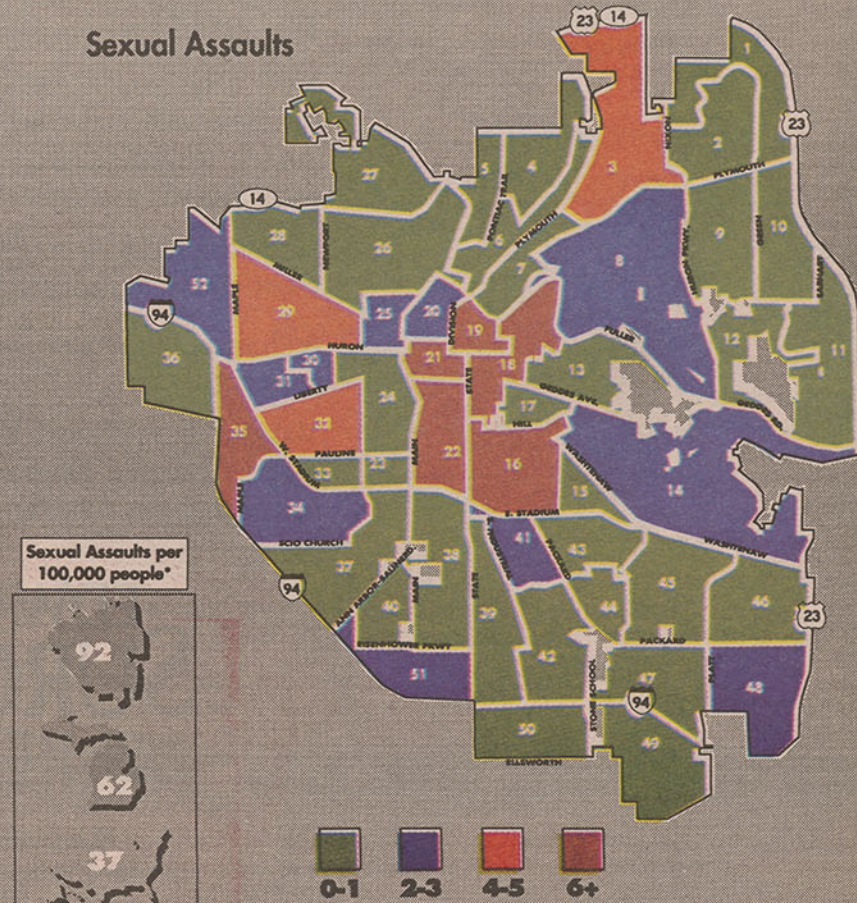 Sexual Assaults
23 14
1
23
NIXON
2
PLYMOUTH
3
27
5
4
PONTIAC TRAIL
PLYMOUTH
6
7
14
28
NEWPORT
26
MILLER
8
9
GREEN
10
EARHART
52
MAPLE
29
25
20
DIVISION
19
94
HURON
21
18
FULLER
12
11
36
30
31
LIBERTY
24
STATE
13
GEDDES AVE.
17
HILL
GEDDES RD.
35
32
W. STADIUM
PAULINE
MAIN
22
16
WASHTENAW
33
23
15
14
MAPLE
34
E. STADIUM
SCIO CHURCH
41
PACKARD
43
WASHTENAW
Sexual Assaults per
100,000 people*
37
ANN ARBOR-SALINE RD.
38
94
40
MAIN
STATE
39
44
45
46
23
92
EISENHOWER PKWY
42
PACKARD
51
STONE SCHOOL
47
PLATT
48
94
50
49
62
ELLSWORTH
37
0-1 2-3 4-5 6+